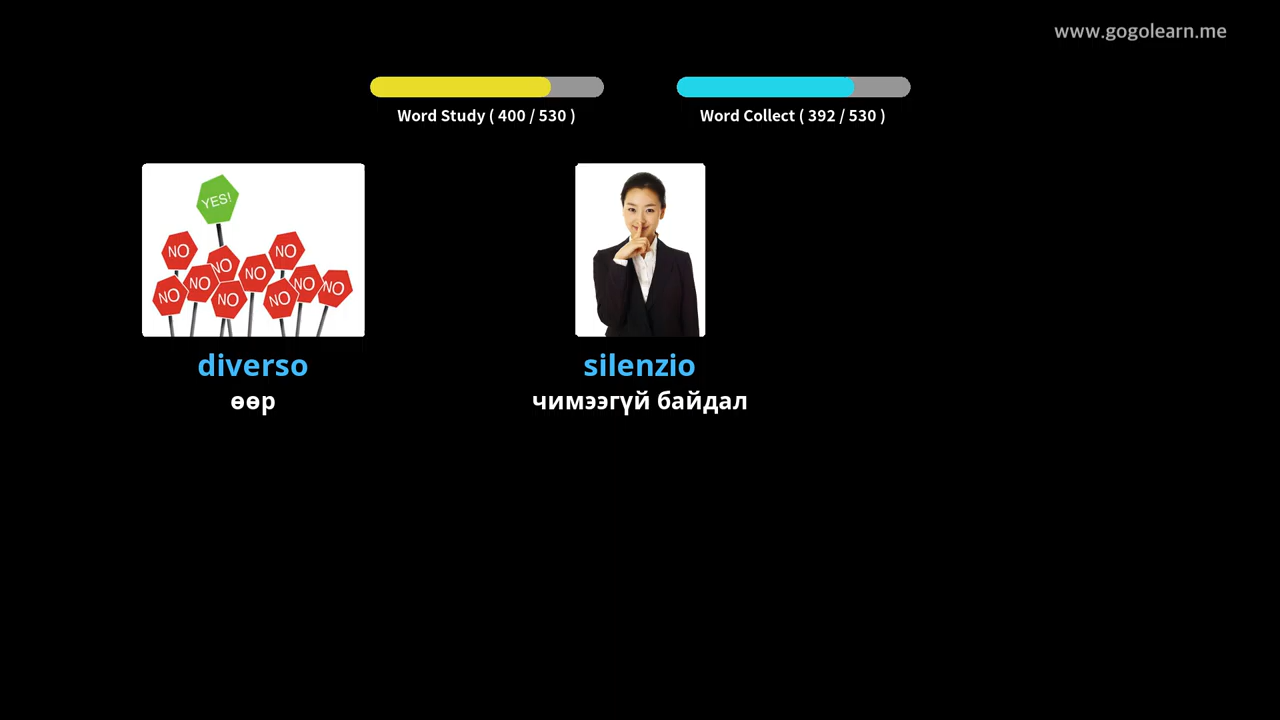 www.gogolearn.me
Word Study ( 400 / 530 )
Word Collect ( 392 / 530 )
YES!
NO
NO
NO
NO
NO
NO
NO
NO
NO
NO
diverso
silenzio
өөр
чимээгүй байдал